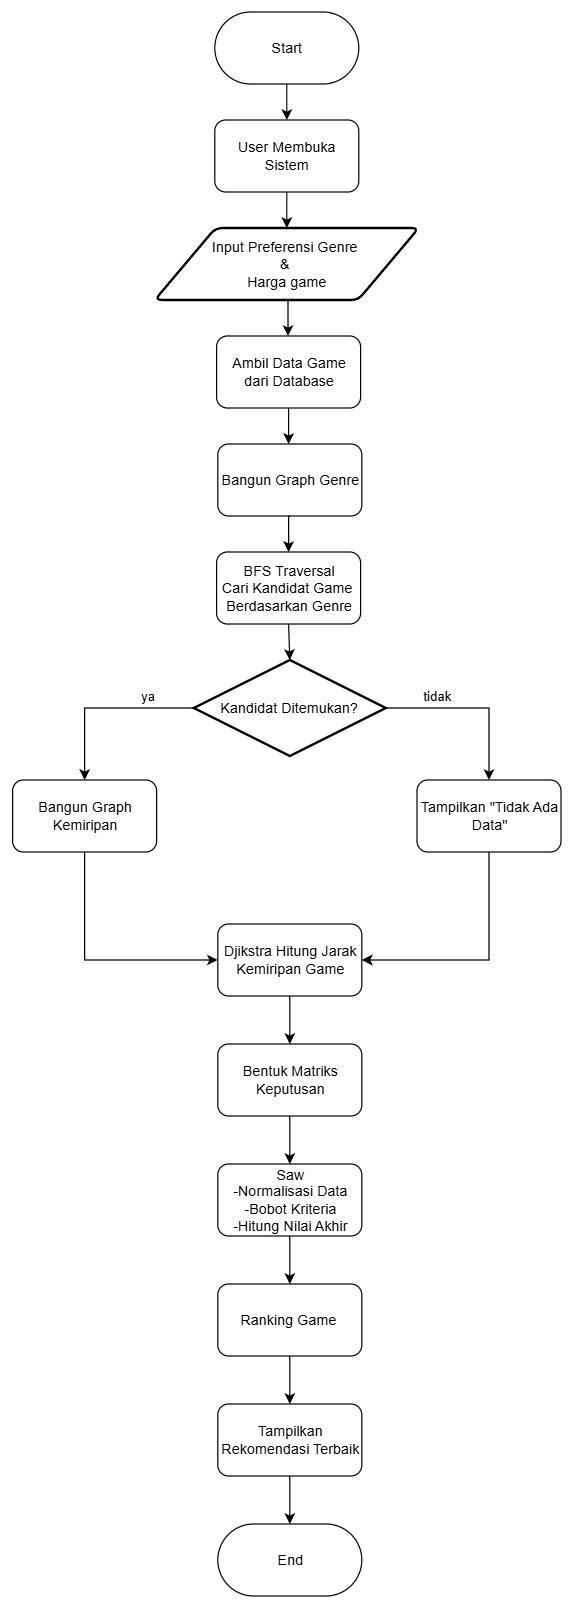 Start
User Membuka
Sistem
Input Preferensi Genre
&
Harga game
Ambil Data Game
dari Database
Bangun Graph Genre
BFS Traversal
Cari Kandidat Game
Berdasarkan Genre
Kandidat Ditemukan?
ya
tidak
Bangun Graph
Kemiripan
Tampilkan "Tidak Ada
Data"
Djikstra Hitung Jarak
Kemiripan Game
Bentuk Matriks
Keputusan
Saw
-Normalisasi Data
-Bobot Kriteria
-Hitung Nilai Akhir
Ranking Game
Tampilkan
Rekomendasi Terbaik
End